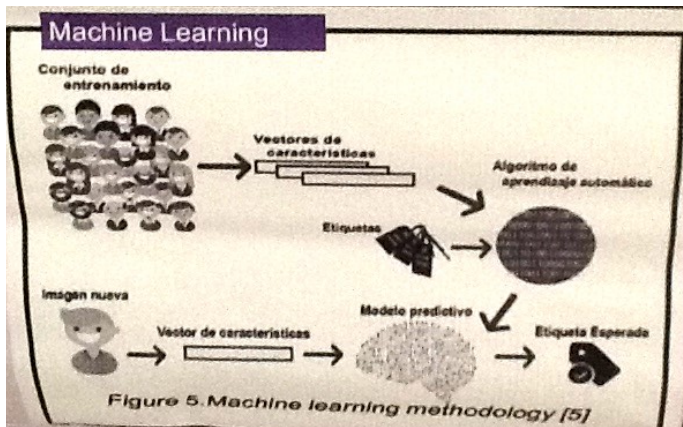 Machine Learning
Conjunto de
entrenamiento
Vectores de
características
Algoritmo de
aprendizaje automático
Etiquetas
Imagen nueva
Vector de características
Modelo predictivo
Etiqueta Esperada
Figure 5.Machine learning methodology [5]